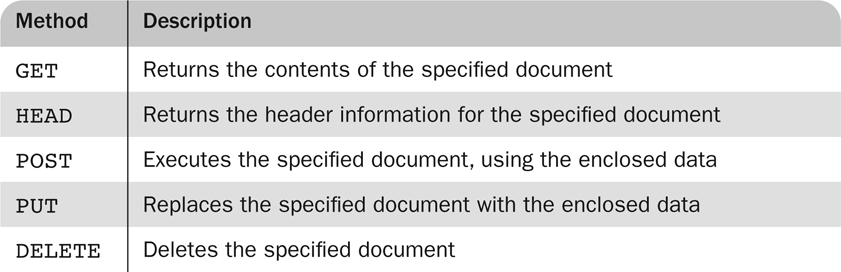 Method Description
GET Returns the contents of the specified document
HEAD Returns the header information for the specified document
POST Executes the specified document, using the enclosed data
PUT Replaces the specified document with the enclosed data
DELETE Deletes the specified document